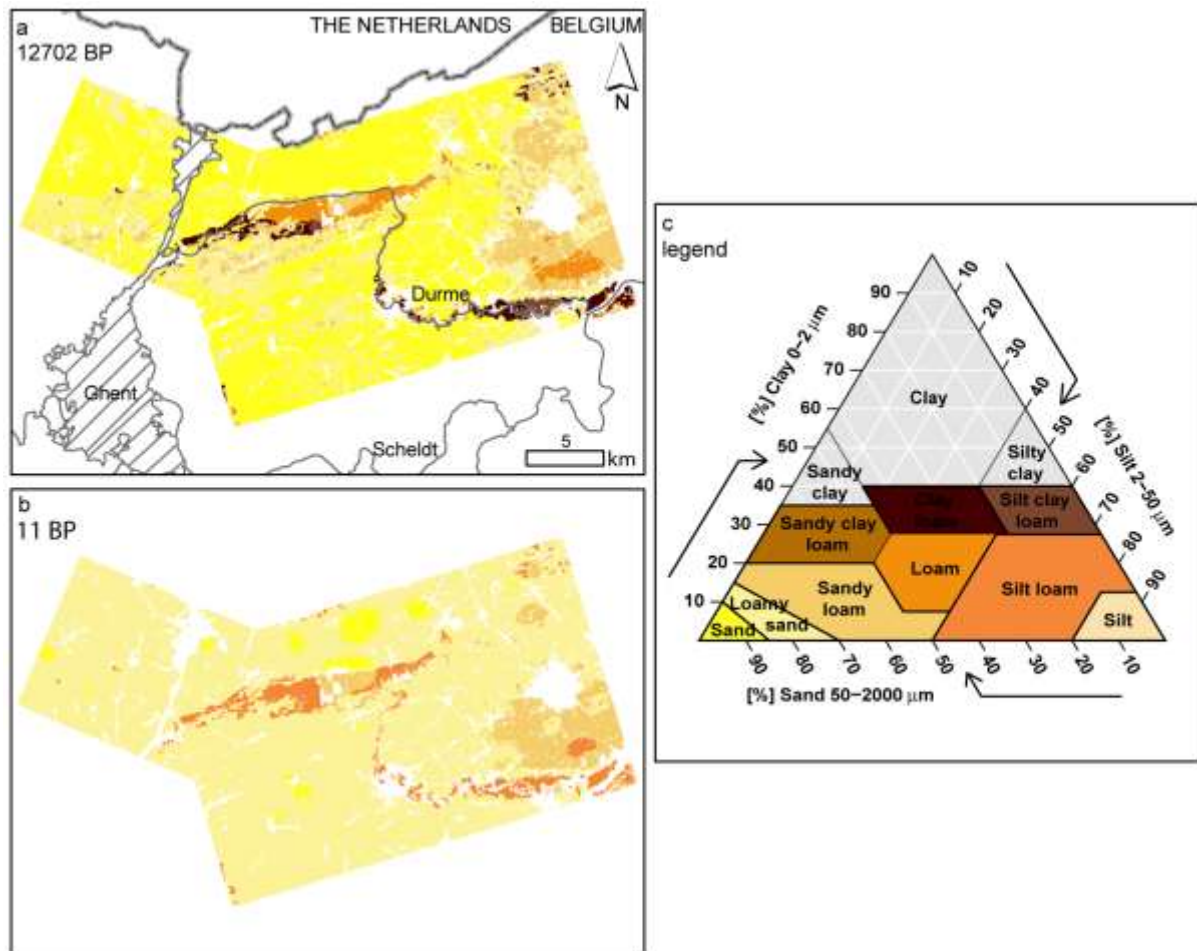 a
12702 BP
THE NETHERLANDS
BELGIUM
N
Durme
Ghent
Scheldt
5
km
b
11 BP
c
legend
90
80
70
60
50
40
30
20
10
[%] Clay 0–2 µm
10
20
30
40
50
60
70
80
90
[%] Silt 2–50 µm
Clay
Silty
clay
Sandy
clay
Clay
loam
Silt clay
loam
Sandy clay
loam
Loam
Sandy
loam
Silt loam
Loamy
sand
Sand
Silt
90
80
70
60
50
40
30
20
10
[%] Sand 50–2000 µm